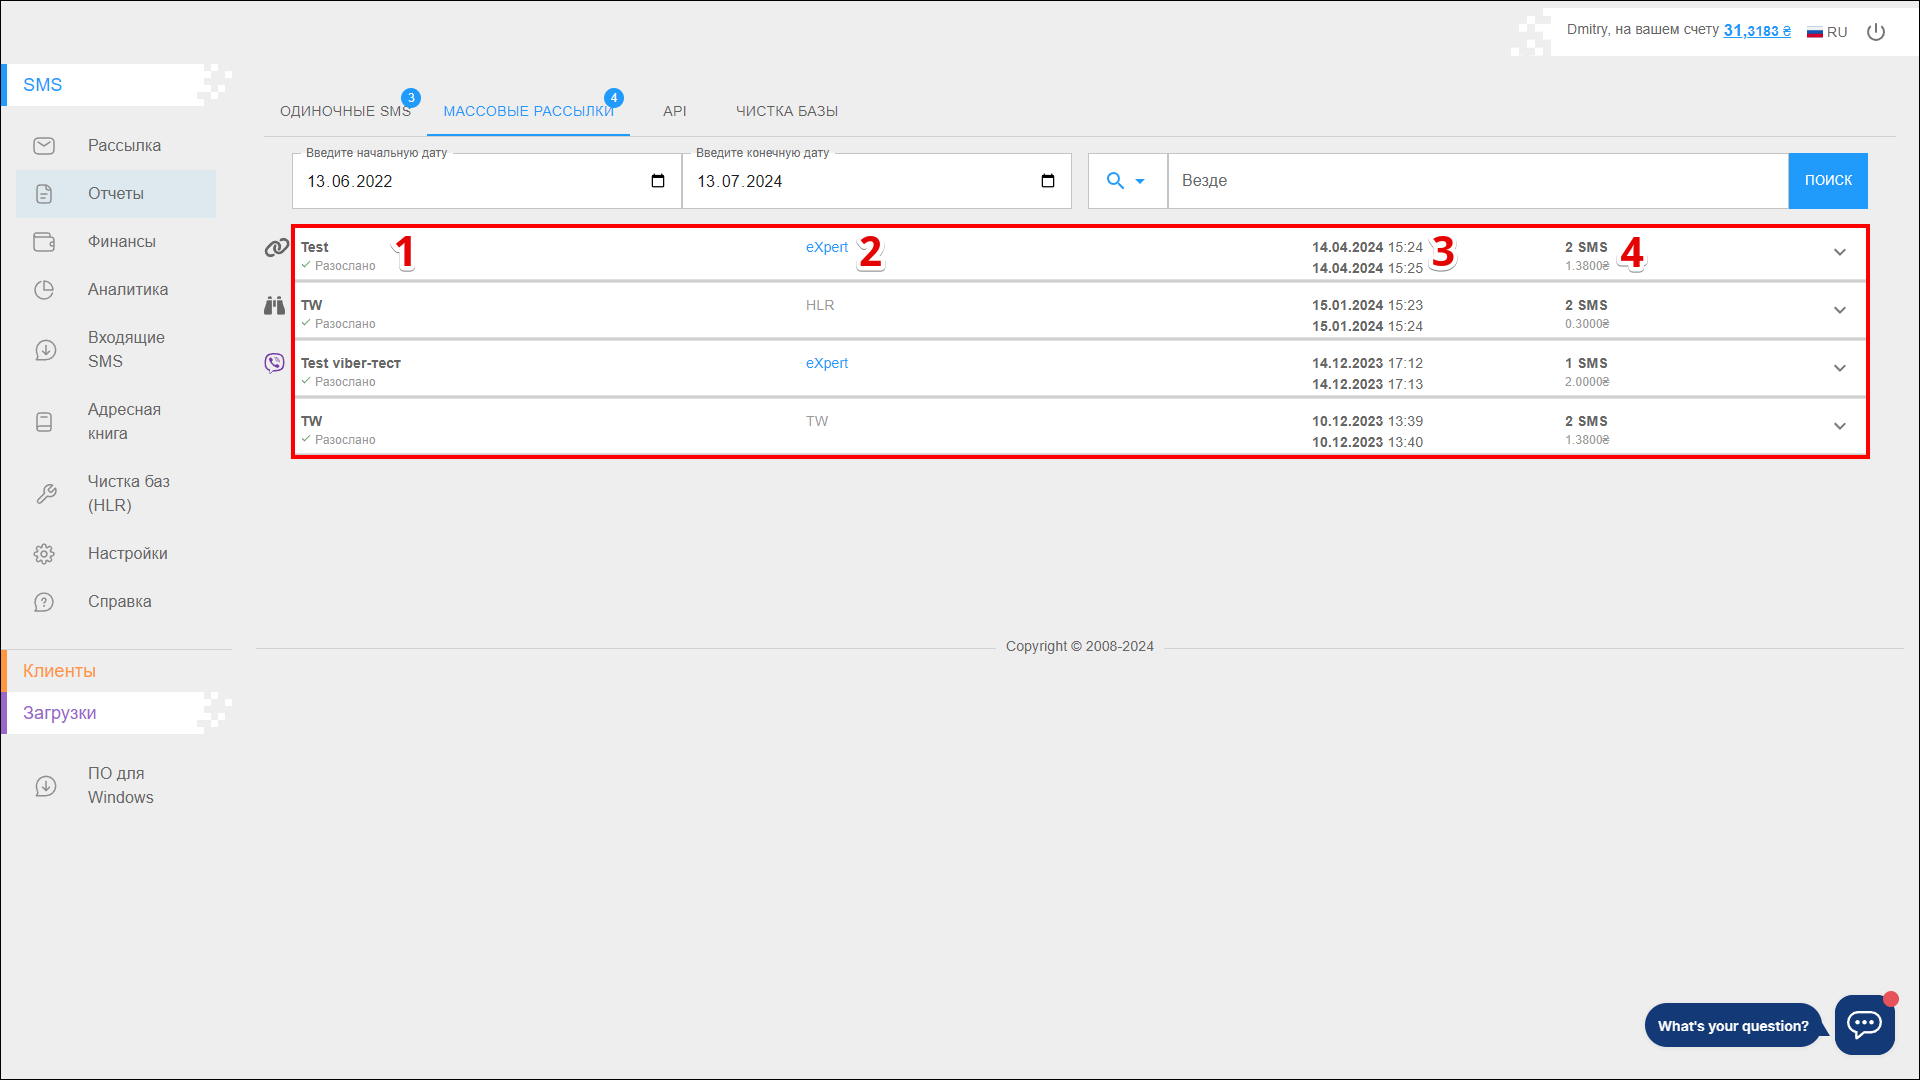 Dmitry, на вашем счету 31,3183 ₴ RU
SMS
Рассылка
Отчеты
Финансы
Аналитика
Входящие
SMS
Адресная
книга
Чистка баз
(HLR)
Настройки
Справка
Клиенты
Загрузки
ПО для
Windows
ОДИНОЧНЫЕ SMS 3 МАССОВЫЕ РАССЫЛКИ 4 API ЧИСТКА БАЗЫ
Введите начальную дату Введите конечную дату
13.06.2022 13.07.2024 Везде ПОИСК
Test 1 eXpert 2 14.04.2024 15:24 3 2 SMS 4
Разослано 14.04.2024 15:25 1.3800₴
TW HLR 15.01.2024 15:23 2 SMS
Разослано 15.01.2024 15:24 0.3000₴
Test viber-тест eXpert 14.12.2023 17:12 1 SMS
Разослано 14.12.2023 17:13 2.0000₴
TW TW 10.12.2023 13:39 2 SMS
Разослано 10.12.2023 13:40 1.3800₴
Copyright © 2008-2024
What's your question?